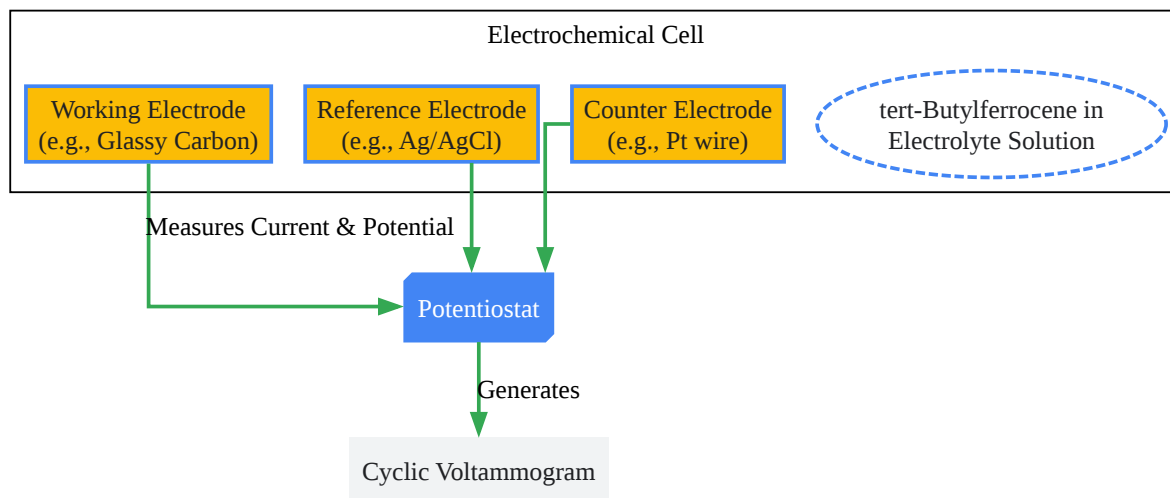 Electrochemical Cell
Working Electrode
(e.g., Glassy Carbon)
Reference Electrode
(e.g., Ag/AgCl)
Counter Electrode
(e.g., Pt wire)
tert-Butylferrocene in
Electrolyte Solution
Measures Current & Potential
Potentiostat
Generates
Cyclic Voltammogram